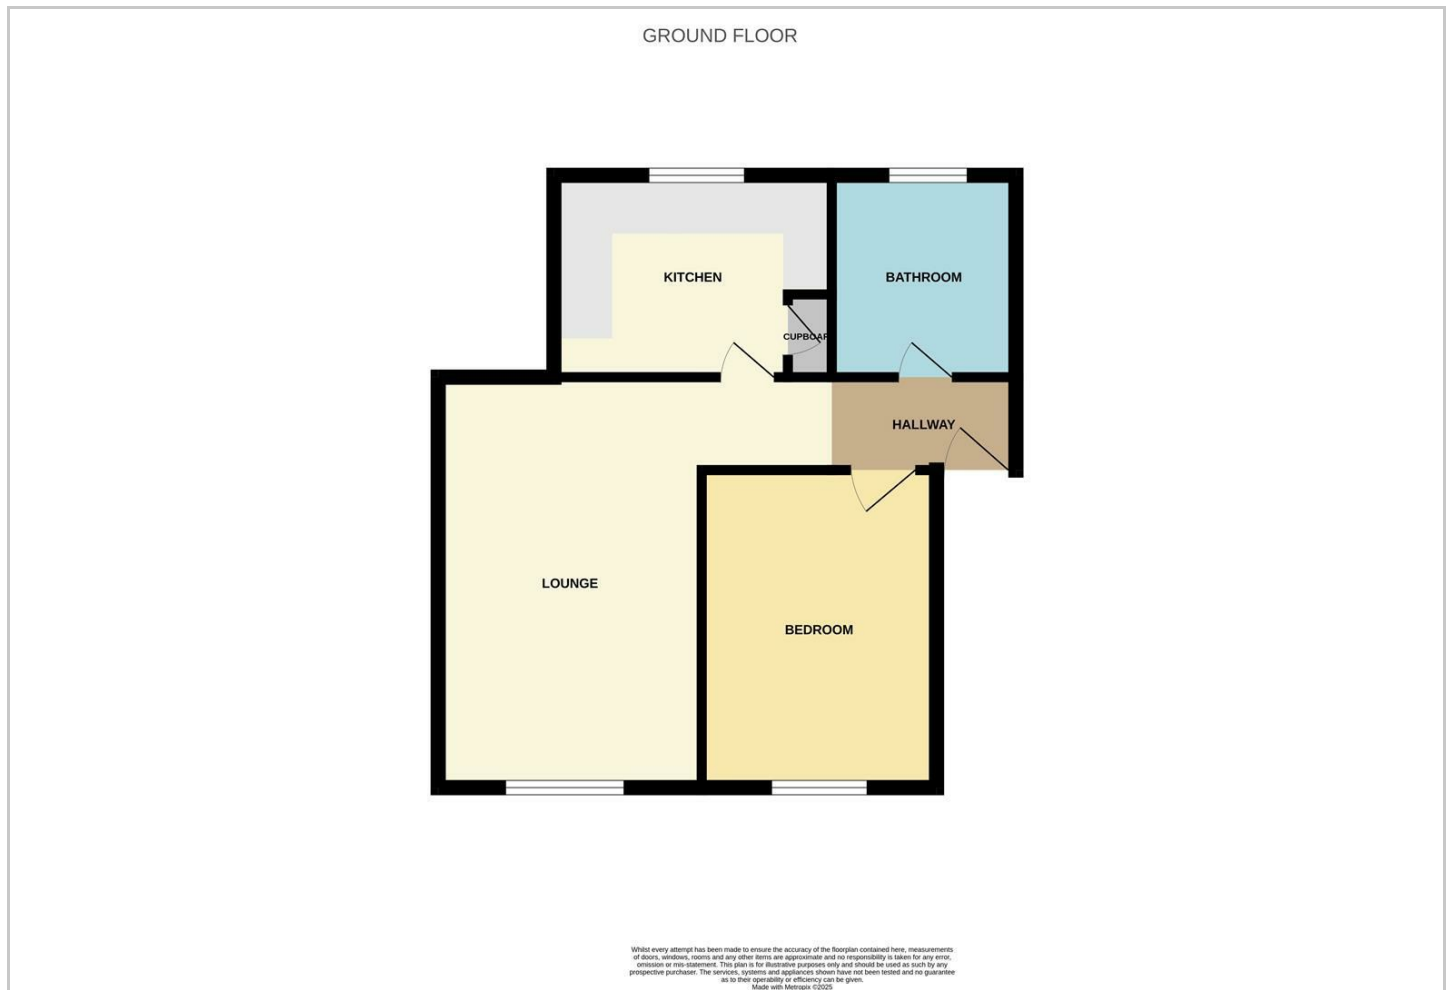 GROUND FLOOR
KITCHEN
BATHROOM
CUPBOAR
HALLWAY
LOUNGE
BEDROOM
Whilst every attempt has been made to ensure the accuracy of the floorplan contained here, measurements
of doors, windows, rooms and any other items are approximate and no responsibility is taken for any error,
omission or mis-statement. This plan is for illustrative purposes only and should be used as such by any
prospective purchaser. The services, systems and appliances shown have not been tested and no guarantee
as to their operability or efficiency can be given.
Made with Metropix ©2025